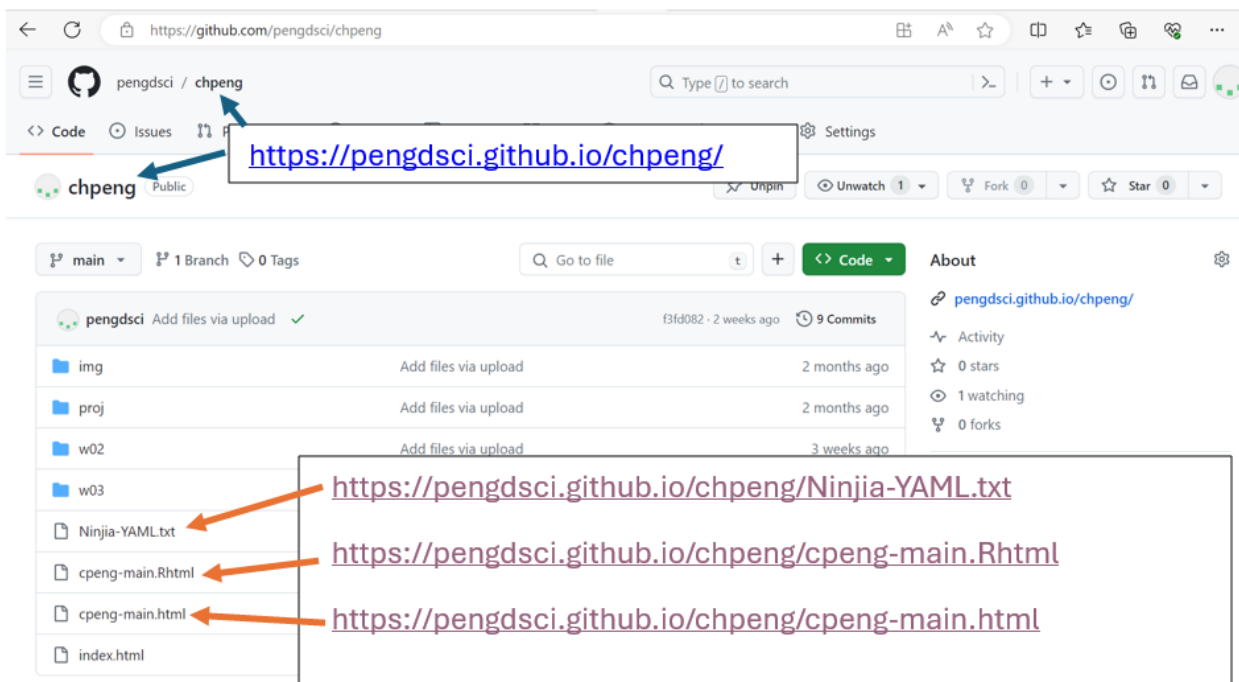 https://github.com/pengdsci/chpeng
pengdsci / chpeng
Type / to search
Code Issues Settings
https://pengdsci.github.io/chpeng/
chpeng Public
Unpin Unwatch 1 Fork 0 Star 0
main 1 Branch 0 Tags Go to file t + Code About
pengdsci.github.io/chpeng/
pengdsci Add files via upload f3fd082 · 2 weeks ago 9 Commits
Activity
img Add files via upload 2 months ago
0 stars
1 watching
proj Add files via upload 2 months ago
0 forks
w02 Add files via upload 3 weeks ago
w03
https://pengdsci.github.io/chpeng/Ninjia-YAML.txt
Ninjia-YAML.txt
https://pengdsci.github.io/chpeng/cpeng-main.Rhtml
cpeng-main.Rhtml
https://pengdsci.github.io/chpeng/cpeng-main.html
cpeng-main.html
index.html